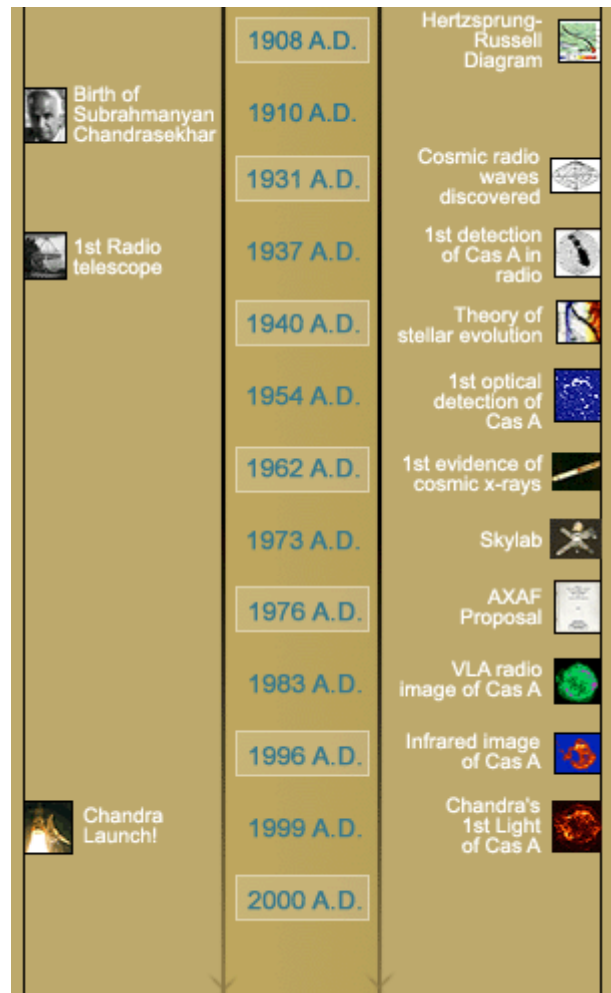 1908 A.D.
Hertzsprung-
Russell
Diagram
Birth of
Subrahmanyan
Chandrasekhar
1910 A.D.
1931 A.D.
Cosmic radio
waves
discovered
1st Radio
telescope
1937 A.D.
1st detection
of Cas A in
radio
1940 A.D.
Theory of
stellar evolution
1954 A.D.
1st optical
detection of
Cas A
1962 A.D.
1st evidence of
cosmic x-rays
1973 A.D.
Skylab
1976 A.D.
AXAF
Proposal
1983 A.D.
VLA radio
image of Cas A
1996 A.D.
Infrared image
of Cas A
Chandra
Launch!
1999 A.D.
Chandra's
1st Light
of Cas A
2000 A.D.